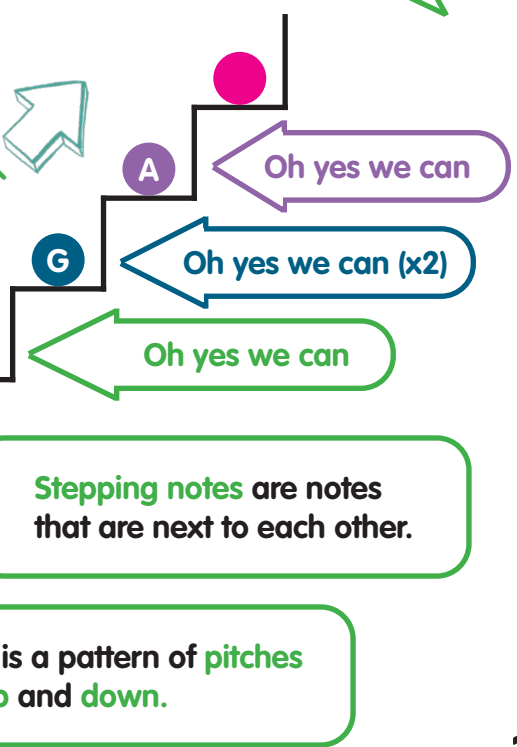 A
Oh yes we can
G
Oh yes we can (x2)
Oh yes we can
Stepping notes are notes
that are next to each other.
is a pattern of pitches
and down.